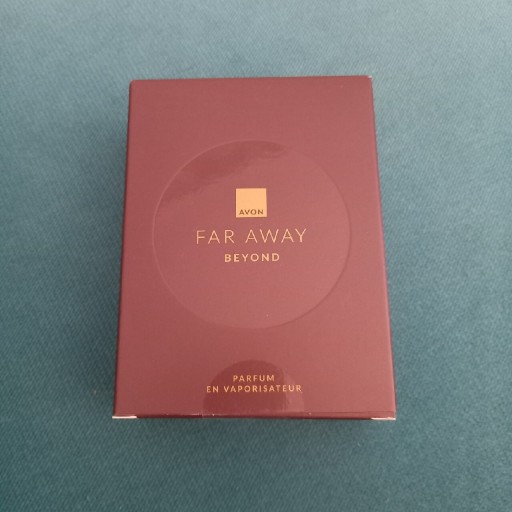 AVON
FAR AWAY
BEYOND
PARFUM
EN VAPORISATEUR